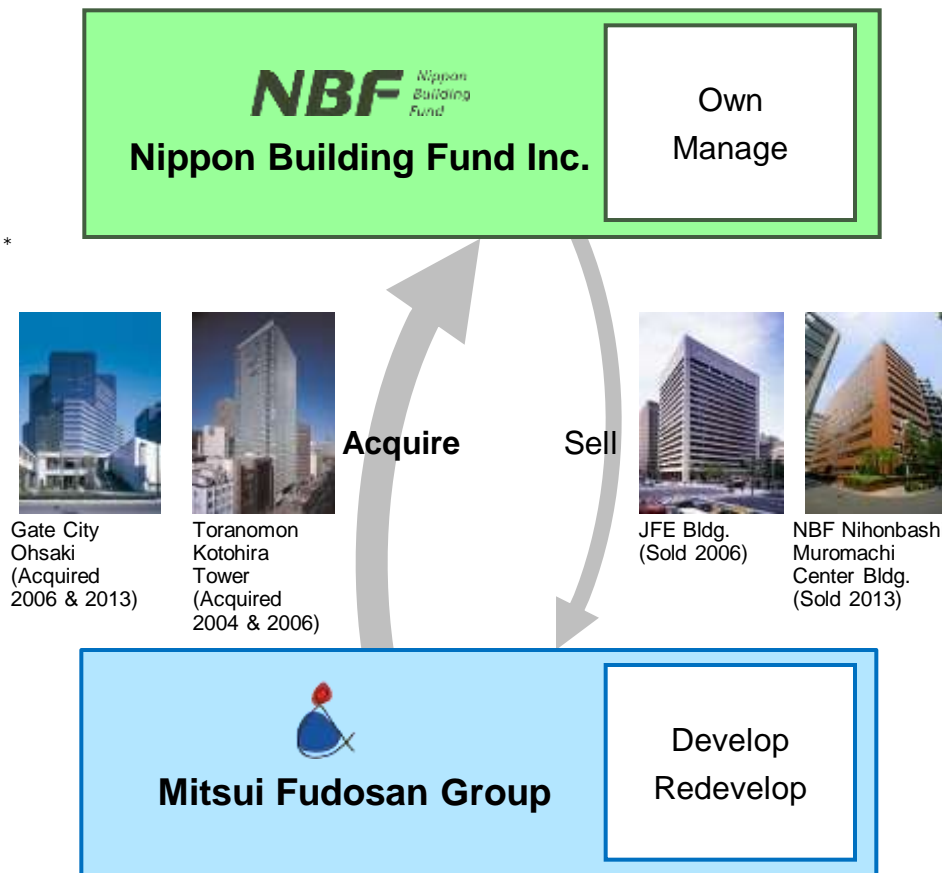 NBF Nippon
Building
Fund
Nippon Building Fund Inc.
Own
Manage
*
Acquire
Sell
Gate City
Ohsaki
(Acquired
2006 & 2013)
Toranomon
Kotohira
Tower
(Acquired
2004 & 2006)
JFE Bldg.
(Sold 2006)
NBF Nihonbash
Muromachi
Center Bldg.
(Sold 2013)
Mitsui Fudosan Group
Develop
Redevelop